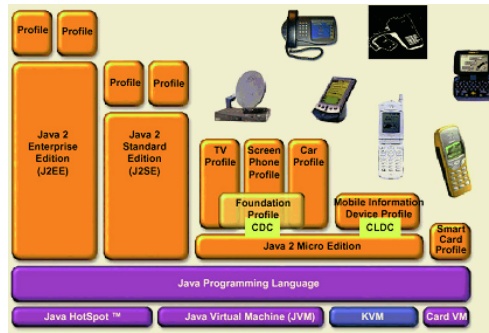 Profile
Profile
Profile
Profile
Java 2
Enterprise
Edition
(J2EE)
Java 2
Standard
Edition
(J2SE)
TV
Profile
Screen
Phone
Profile
Car
Profile
Foundation
Profile
CDC
Mobile Information
Device Profile
CLDC
Java 2 Micro Edition
Smart
Card
Profile
Java Programming Language
Java HotSpot ™
Java Virtual Machine (JVM)
KVM
Card VM